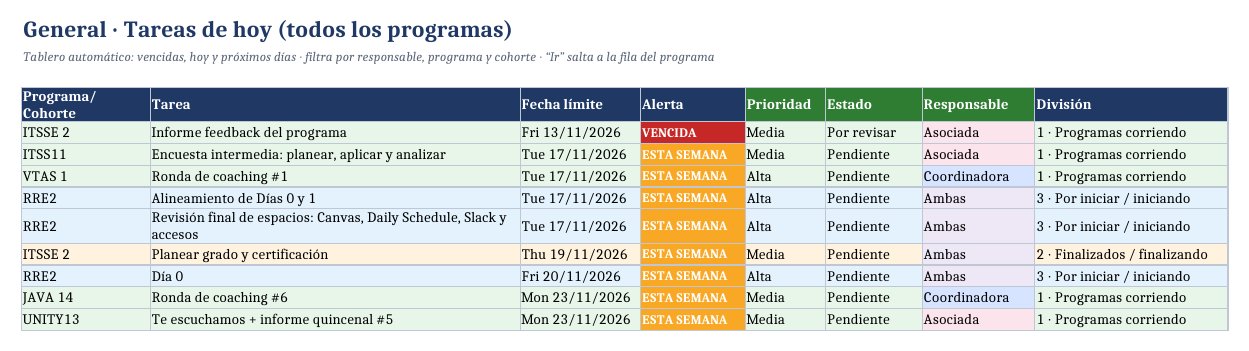 General · Tareas de hoy (todos los programas)
Tablero automático: vencidas, hoy y próximos días · filtra por responsable, programa y cohorte · "Ir" salta a la fila del programa
Programa/
Cohorte Tarea Fecha límite Alerta Prioridad Estado Responsable División
ITSSE 2 Informe feedback del programa Fri 13/11/2026 VENCIDA Media Por revisar Asociada 1 · Programas corriendo
ITSS11 Encuesta intermedia: planear, aplicar y analizar Tue 17/11/2026 ESTA SEMANA Media Pendiente Asociada 1 · Programas corriendo
VTAS 1 Ronda de coaching #1 Tue 17/11/2026 ESTA SEMANA Alta Pendiente Coordinadora 1 · Programas corriendo
RRE2 Alineamiento de Días 0 y 1 Tue 17/11/2026 ESTA SEMANA Alta Pendiente Ambas 3 · Por iniciar / iniciando
RRE2 Revisión final de espacios: Canvas, Daily Schedule, Slack y
accesos Tue 17/11/2026 ESTA SEMANA Alta Pendiente Ambas 3 · Por iniciar / iniciando
ITSSE 2 Planear grado y certificación Thu 19/11/2026 ESTA SEMANA Media Pendiente Ambas 2 · Finalizados / finalizando
RRE2 Día 0 Fri 20/11/2026 ESTA SEMANA Alta Pendiente Ambas 3 · Por iniciar / iniciando
JAVA 14 Ronda de coaching #6 Mon 23/11/2026 ESTA SEMANA Media Pendiente Coordinadora 1 · Programas corriendo
UNITY13 Te escuchamos + informe quincenal #5 Mon 23/11/2026 ESTA SEMANA Media Pendiente Asociada 1 · Programas corriendo